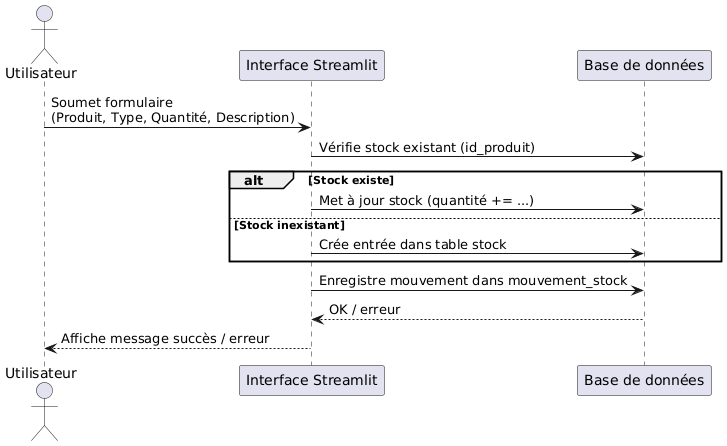 Utilisateur
Interface Streamlit
Base de données
Soumet formulaire
(Produit, Type, Quantité, Description)
Vérifie stock existant (id_produit)
alt
[Stock existe]
Met à jour stock (quantité += ...)
[Stock inexistant]
Crée entrée dans table stock
Enregistre mouvement dans mouvement_stock
OK / erreur
Affiche message succès / erreur
Utilisateur
Interface Streamlit
Base de données